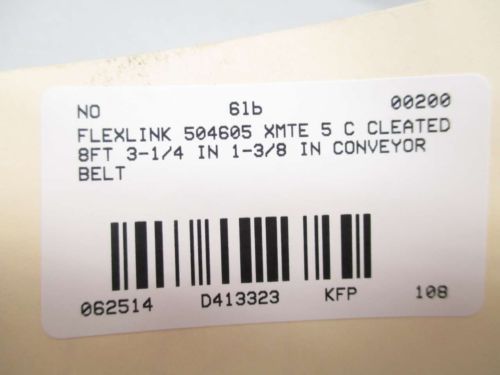 NO 6lb 00200
FLEXLINK 504605 XMTE 5 C CLEATED
8FT 3-1/4 IN 1-3/8 IN CONVEYOR
BELT
062514 D413323 KFP 108